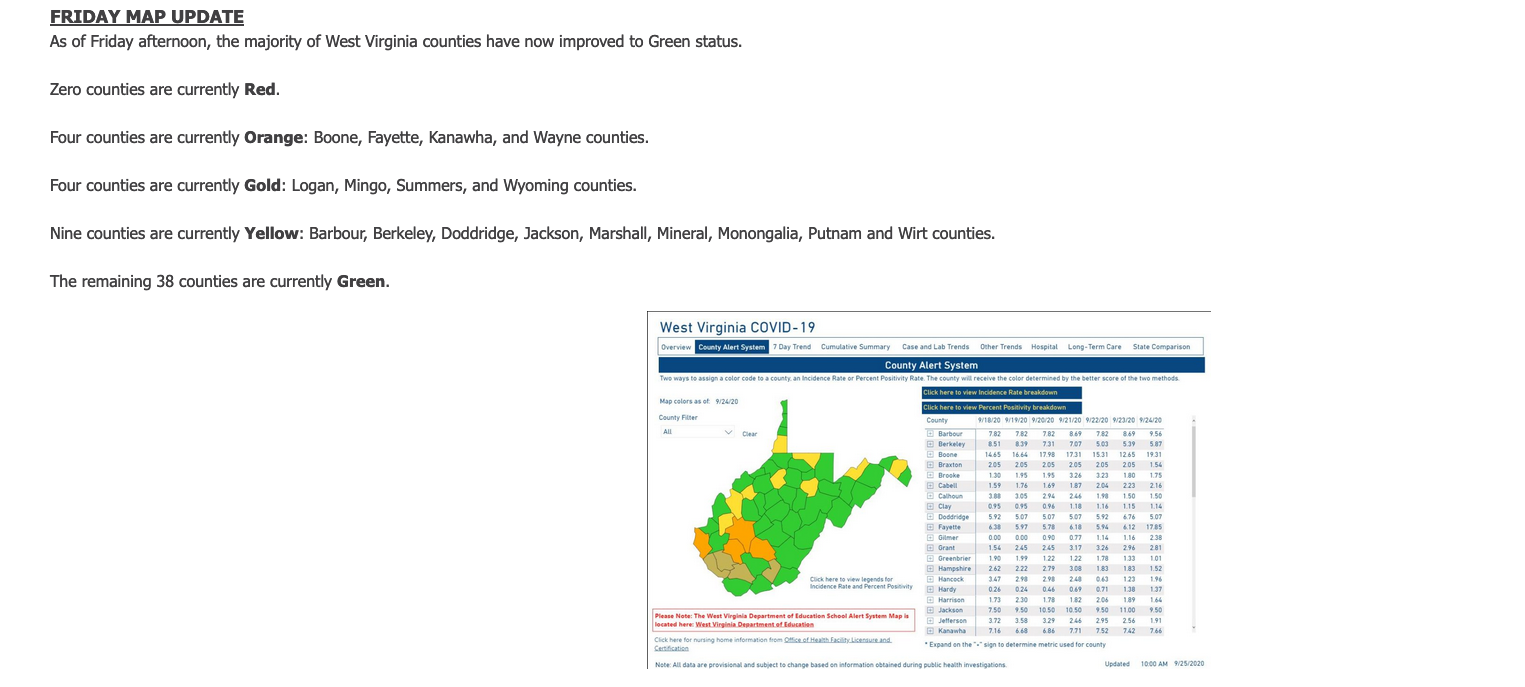 FRIDAY MAP UPDATE
As of Friday afternoon, the majority of West Virginia counties have now improved to Green status.
Zero counties are currently Red.
Four counties are currently Orange: Boone, Fayette, Kanawha, and Wayne counties.
Four counties are currently Gold: Logan, Mingo, Summers, and Wyoming counties.
Nine counties are currently Yellow: Barbour, Berkeley, Doddridge, Jackson, Marshall, Mineral, Monongalia, Putnam and Wirt counties.
The remaining 38 counties are currently Green.
West Virginia COVID-19
Overview County Alert System 7 Day Trend Cumulative Summary Case and Lab Trends Other Trends Hospital Long-Term Care State Comparison
County Alert System
Two ways to assign a color code to a county, an Incidence Rate or Percent Positivity Rate. The county will receive the color determined by the better score of the two methods.
Map colors as of: 9/24/20
County Filter
All
Clear
Click here to view legends for
Incidence Rate and Percent Positivity
Please Note: The West Virginia Department of Education School Alert System Map is
located here: West Virginia Department of Education
Click here for nursing home information from Office of Health Facility Licensure and
Certification
Click here to view Incidence Rate breakdown
Click here to view Percent Positivity breakdown
County 9/18/20 9/19/20 9/20/20 9/21/20 9/22/20 9/23/20 9/24/20
Barbour 7.82 7.82 7.82 8.69 7.82 8.69 9.56
Berkeley 8.51 8.39 7.31 7.07 5.03 5.39 5.87
Boone 14.65 16.64 17.98 17.31 15.31 12.65 19.31
Braxton 2.05 2.05 2.05 2.05 2.05 2.05 1.54
Brooke 1.30 1.95 1.95 3.26 3.23 1.80 1.75
Cabell 1.59 1.76 1.69 1.87 2.04 2.23 2.16
Calhoun 3.88 3.05 2.94 2.46 1.98 1.50 1.50
Clay 0.95 0.95 0.96 1.18 1.16 1.15 1.14
Doddridge 5.92 5.07 5.07 5.07 5.92 6.76 5.07
Fayette 6.38 5.97 5.78 6.18 5.94 6.12 17.85
Gilmer 0.00 0.00 0.90 0.77 1.14 1.16 2.38
Grant 1.54 2.45 2.45 3.17 3.26 2.96 2.81
Greenbrier 1.90 1.99 1.22 1.22 1.78 1.33 1.01
Hampshire 2.62 2.22 2.79 3.08 1.83 1.83 1.52
Hancock 3.47 2.98 2.98 2.48 0.63 1.23 1.96
Hardy 0.26 0.24 0.46 0.69 0.71 1.38 1.37
Harrison 1.73 2.30 1.78 1.82 2.06 1.89 1.64
Jackson 7.50 9.50 10.50 10.50 9.50 11.00 9.50
Jefferson 3.72 3.58 3.29 2.46 2.95 2.56 1.91
Kanawha 7.16 6.68 6.86 7.71 7.52 7.42 7.66
* Expand on the "+" sign to determine metric used for county
Note: All data are provisional and subject to change based on information obtained during public health investigations.
Updated 10:00 AM 9/25/2020